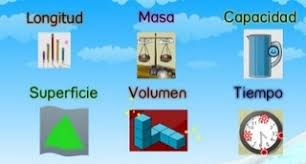 Longitud Masa Capacidad
Superficie Volumen Tiempo